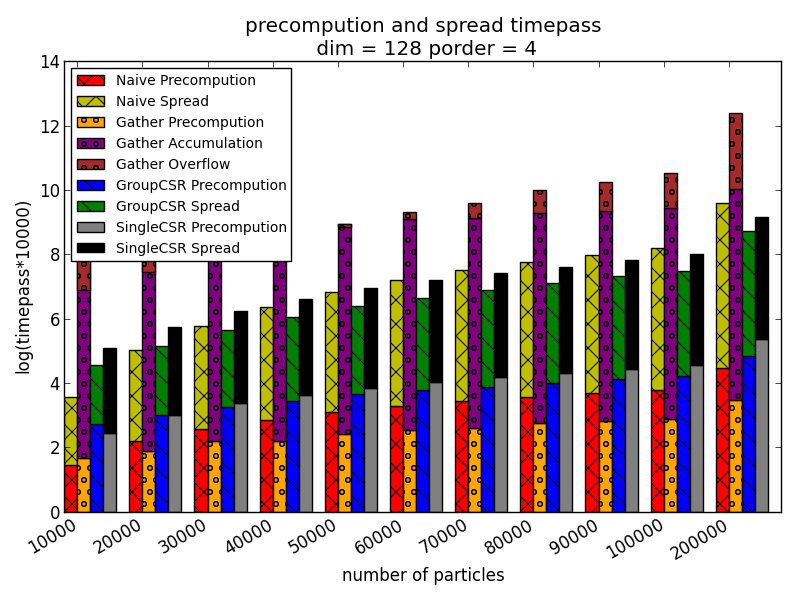 precompution and spread timepass
dim = 128 porder = 4
log(timepass*10000)
14
12
10
8
6
4
2
0
Naive Precompution
Naive Spread
Gather Precompution
Gather Accumulation
Gather Overflow
GroupCSR Precompution
GroupCSR Spread
SingleCSR Precompution
SingleCSR Spread
10000
20000
30000
40000
50000
60000
70000
80000
90000
100000
200000
number of particles